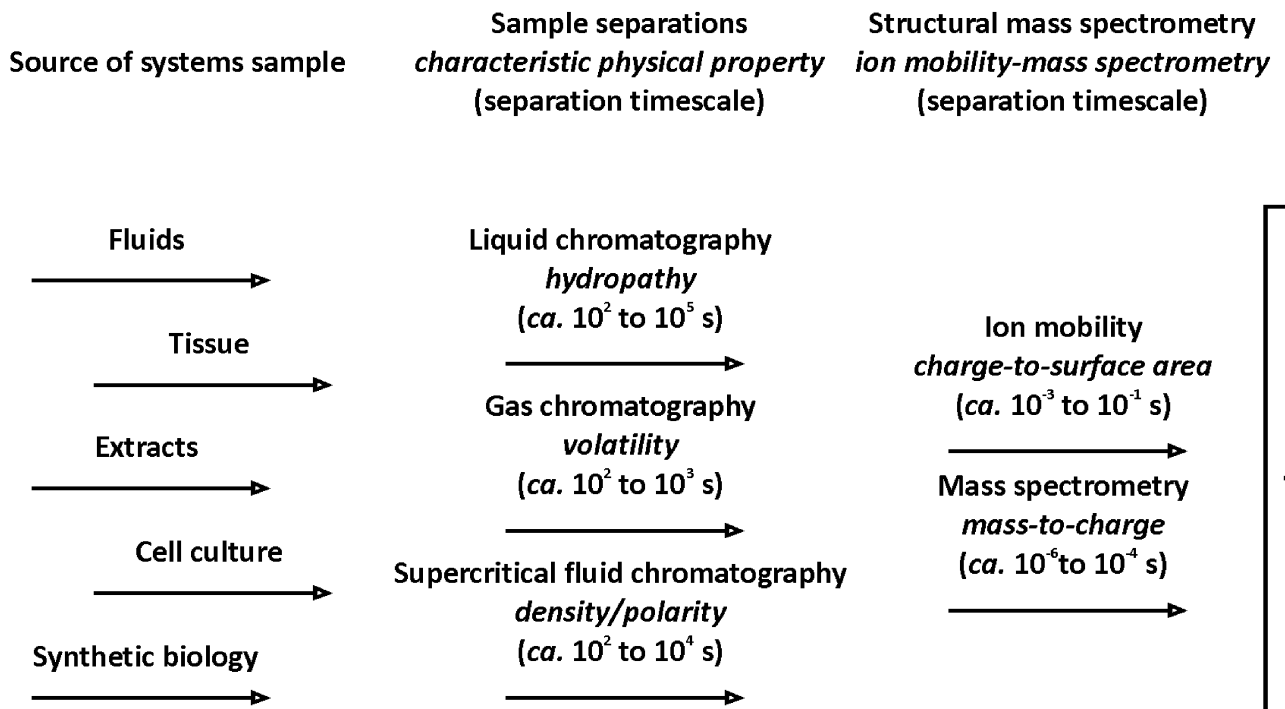 Source of systems sample
Sample separations
characteristic physical property
(separation timescale)
Structural mass spectrometry
ion mobility-mass spectrometry
(separation timescale)
Fluids
Tissue
Extracts
Cell culture
Synthetic biology
Liquid chromatography
hydropathy
(ca. 10² to 10⁵ s)
Gas chromatography
volatility
(ca. 10² to 10³ s)
Supercritical fluid chromatography
density/polarity
(ca. 10² to 10⁴ s)
Ion mobility
charge-to-surface area
(ca. 10⁻³ to 10⁻¹ s)
Mass spectrometry
mass-to-charge
(ca. 10⁻⁶ to 10⁻⁴ s)